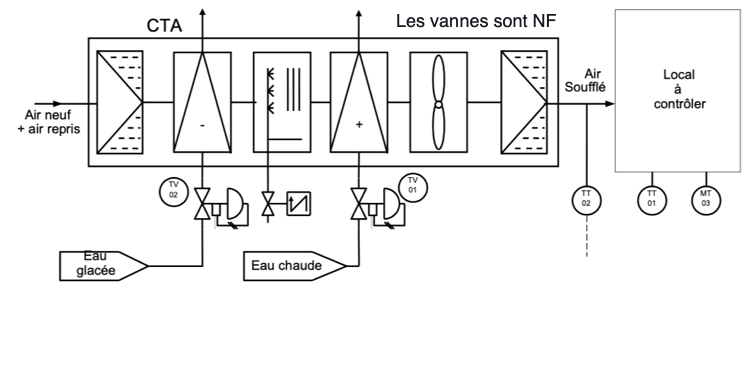 CTA
Les vannes sont NF
Air neuf
+ air repris
-
+
Air
Soufflé
Local
à
contrôler
TV
02
TV
01
TT
02
TT
01
MT
03
Eau
glacée
Eau chaude